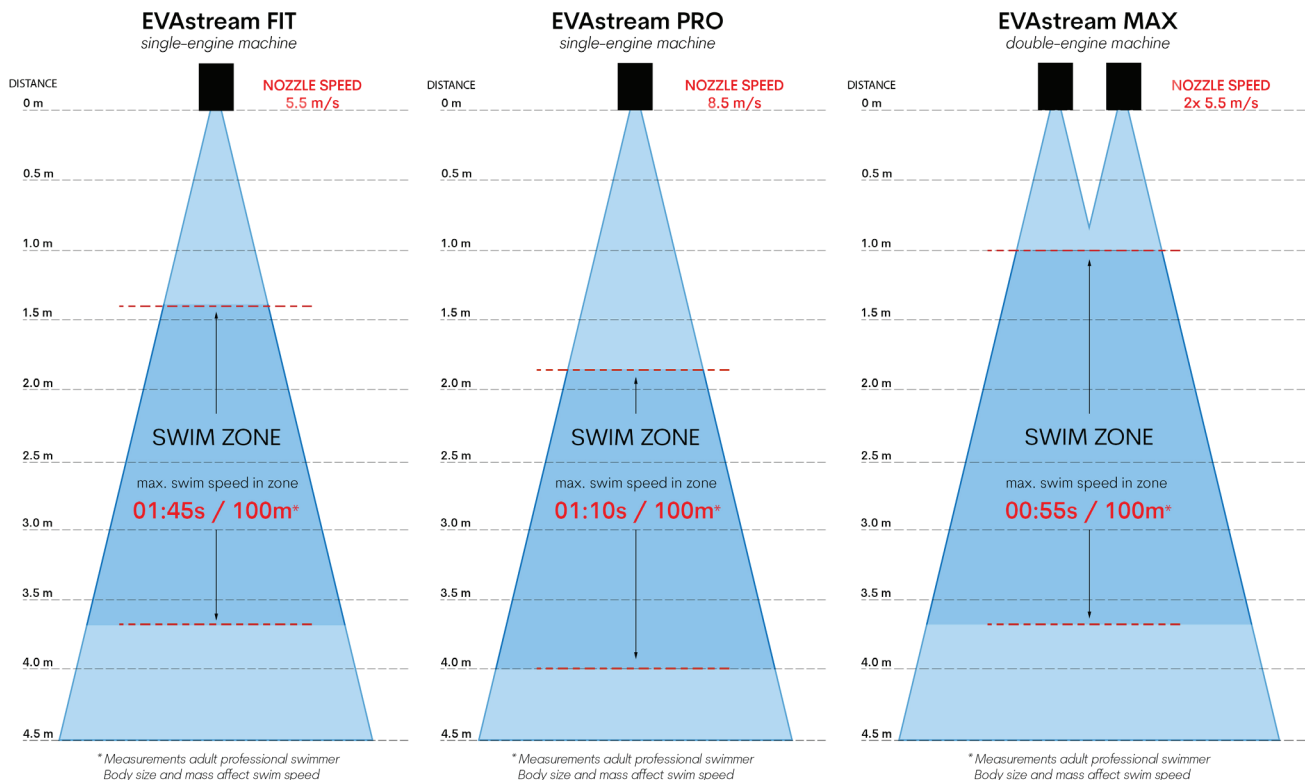 EVAstream FIT
single-engine machine
DISTANCE
NOZZLE SPEED
5.5 m/s
0 m
0.5 m
1.0 m
1.5 m
2.0 m
SWIM ZONE
2.5 m
max. swim speed in zone
01:45s / 100m*
3.0 m
3.5 m
4.0 m
4.5 m
* Measurements adult professional swimmer
Body size and mass affect swim speed
EVAstream PRO
single-engine machine
DISTANCE
NOZZLE SPEED
8.5 m/s
0 m
0.5 m
1.0 m
1.5 m
2.0 m
SWIM ZONE
2.5 m
max. swim speed in zone
01:10s / 100m*
3.0 m
3.5 m
4.0 m
4.5 m
* Measurements adult professional swimmer
Body size and mass affect swim speed
EVAstream MAX
double-engine machine
DISTANCE
NOZZLE SPEED
2x 5.5 m/s
0 m
0.5 m
1.0 m
1.5 m
2.0 m
SWIM ZONE
2.5 m
max. swim speed in zone
00:55s / 100m*
3.0 m
3.5 m
4.0 m
4.5 m
* Measurements adult professional swimmer
Body size and mass affect swim speed